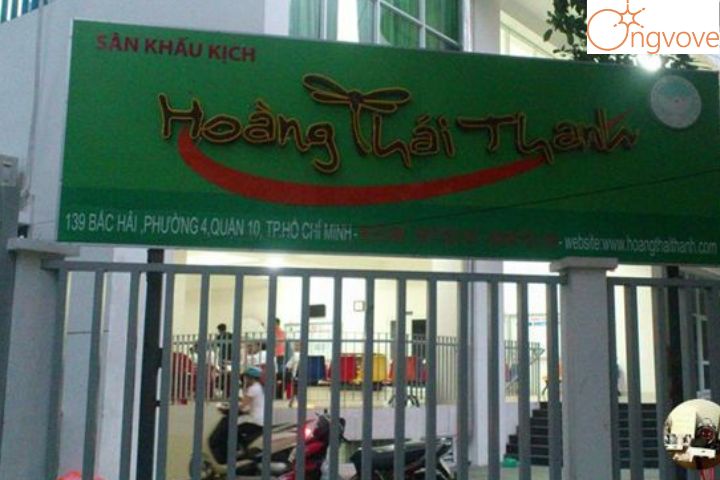 Ongvove
SÂN KHẤU KỊCH
Hoàng Thái Thanh
139 BẮC HẢI ,PHƯỜNG 4,QUẬN 10, TP.HỒ CHÍ MINH - - website:www.hoangthaithanh.com